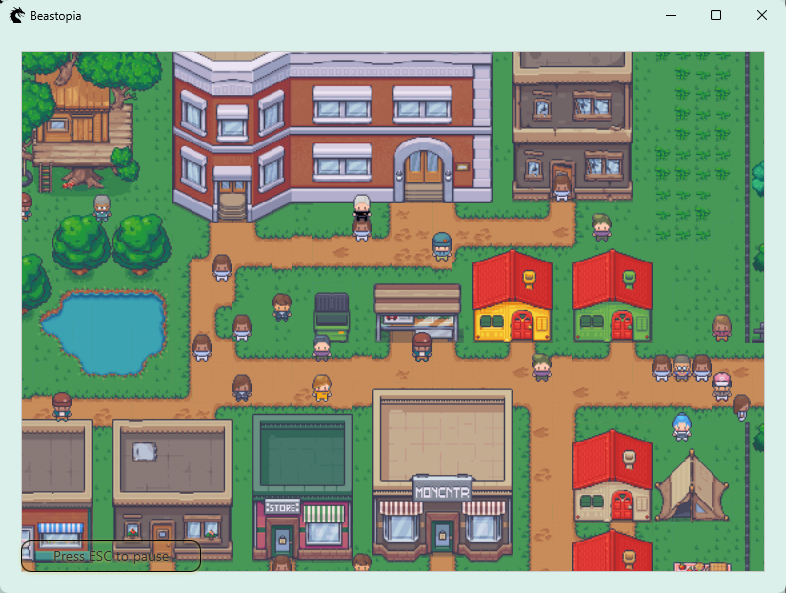 Beastopia
STORE
MONCNTR
Press ESC to pause